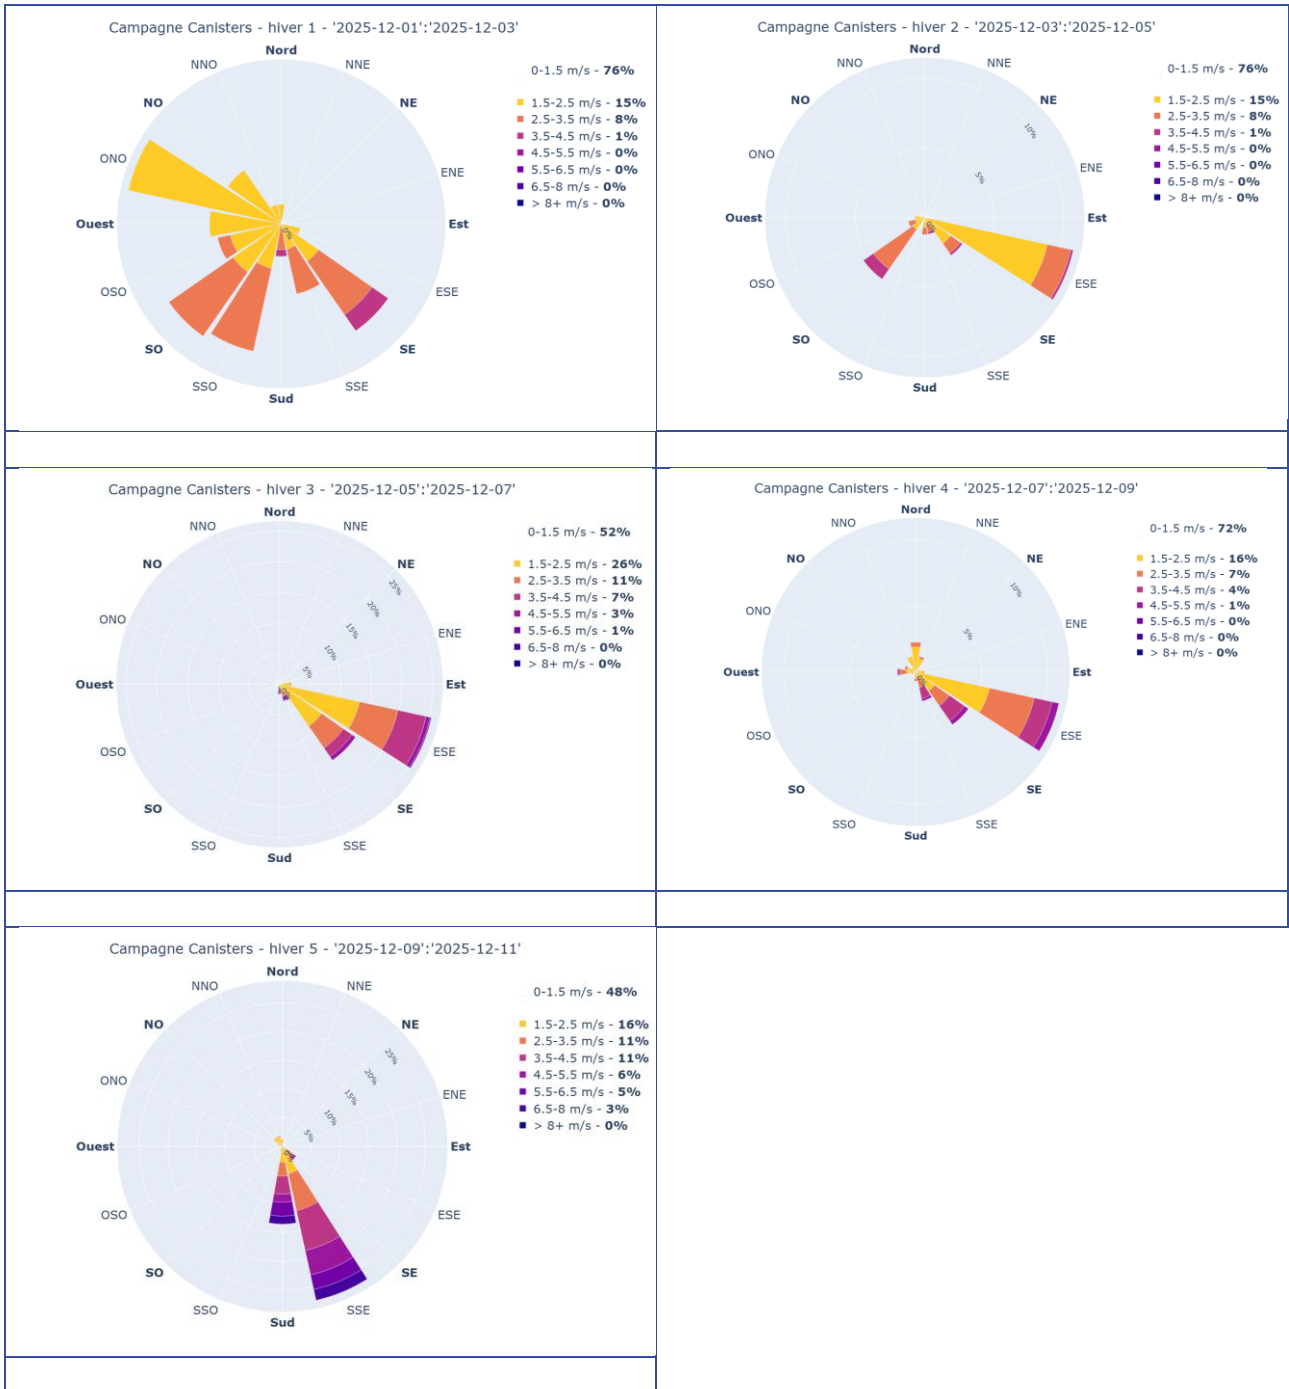 Campagne Canisters - hiver 1 - '2025-12-01':'2025-12-03'
Nord
NNO
NNE
NO
NE
ONO
ENE
Ouest
Est
OSO
ESE
SO
SE
SSO
SSE
Sud
0%
0-1.5 m/s - 76%
1.5-2.5 m/s - 15%
2.5-3.5 m/s - 8%
3.5-4.5 m/s - 1%
4.5-5.5 m/s - 0%
5.5-6.5 m/s - 0%
6.5-8 m/s - 0%
> 8+ m/s - 0%
Campagne Canisters - hiver 2 - '2025-12-03':'2025-12-05'
Nord
NNO
NNE
NO
NE
10%
ONO
ENE
5%
Ouest
Est
0%
OSO
ESE
SO
SE
SSO
SSE
Sud
0-1.5 m/s - 76%
1.5-2.5 m/s - 15%
2.5-3.5 m/s - 8%
3.5-4.5 m/s - 1%
4.5-5.5 m/s - 0%
5.5-6.5 m/s - 0%
6.5-8 m/s - 0%
> 8+ m/s - 0%
Campagne Canisters - hiver 3 - '2025-12-05':'2025-12-07'
Nord
NNO
NNE
NO
NE
25%
20%
ONO
15%
ENE
10%
5%
Ouest
Est
0%
OSO
ESE
SO
SE
SSO
SSE
Sud
0-1.5 m/s - 52%
1.5-2.5 m/s - 26%
2.5-3.5 m/s - 11%
3.5-4.5 m/s - 7%
4.5-5.5 m/s - 3%
5.5-6.5 m/s - 1%
6.5-8 m/s - 0%
> 8+ m/s - 0%
Campagne Canisters - hiver 4 - '2025-12-07':'2025-12-09'
Nord
NNO
NNE
NO
NE
10%
ONO
ENE
5%
Ouest
Est
0%
OSO
ESE
SO
SE
SSO
SSE
Sud
0-1.5 m/s - 72%
1.5-2.5 m/s - 16%
2.5-3.5 m/s - 7%
3.5-4.5 m/s - 4%
4.5-5.5 m/s - 1%
5.5-6.5 m/s - 0%
6.5-8 m/s - 0%
> 8+ m/s - 0%
Campagne Canisters - hiver 5 - '2025-12-09':'2025-12-11'
Nord
NNO
NNE
NO
NE
25%
20%
ONO
15%
ENE
10%
5%
Ouest
Est
0%
OSO
ESE
SO
SE
SSO
SSE
Sud
0-1.5 m/s - 48%
1.5-2.5 m/s - 16%
2.5-3.5 m/s - 11%
3.5-4.5 m/s - 11%
4.5-5.5 m/s - 6%
5.5-6.5 m/s - 5%
6.5-8 m/s - 3%
> 8+ m/s - 0%